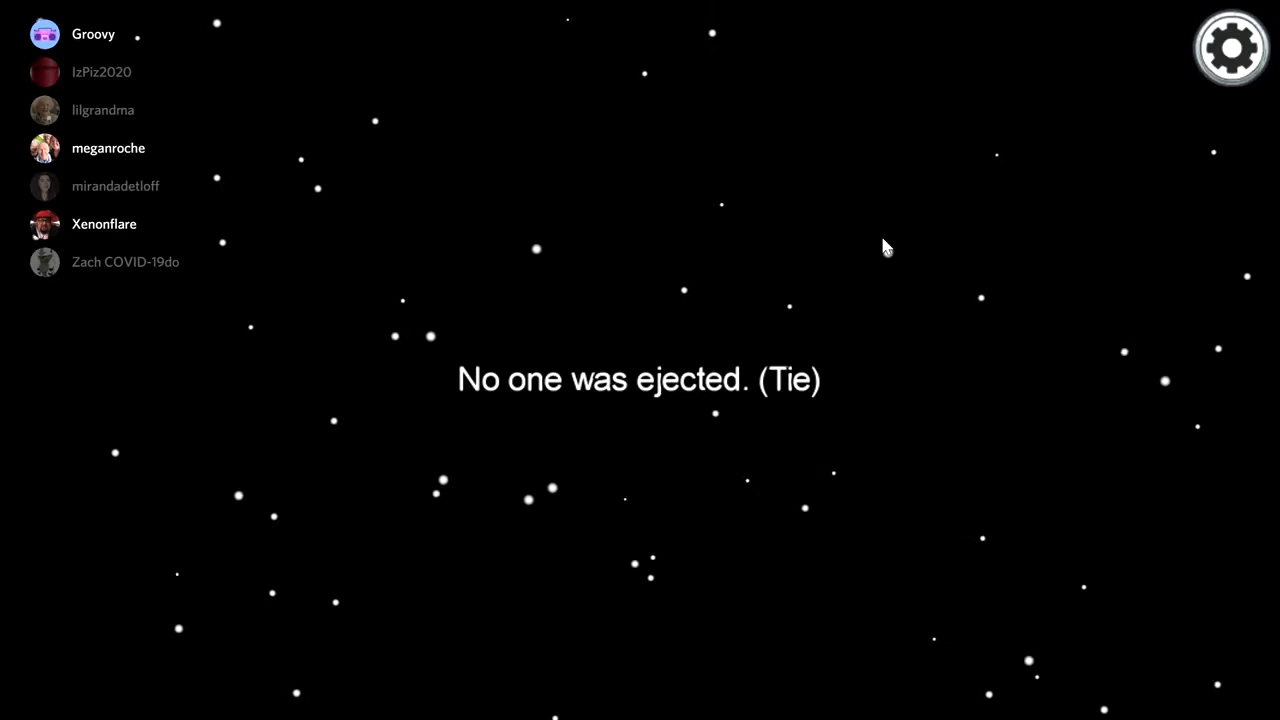 Groovy
IzPiz2020
lilgrandma
meganroche
mirandadetloff
Xenonflare
Zach COVID-19do
No one was ejected. (Tie)